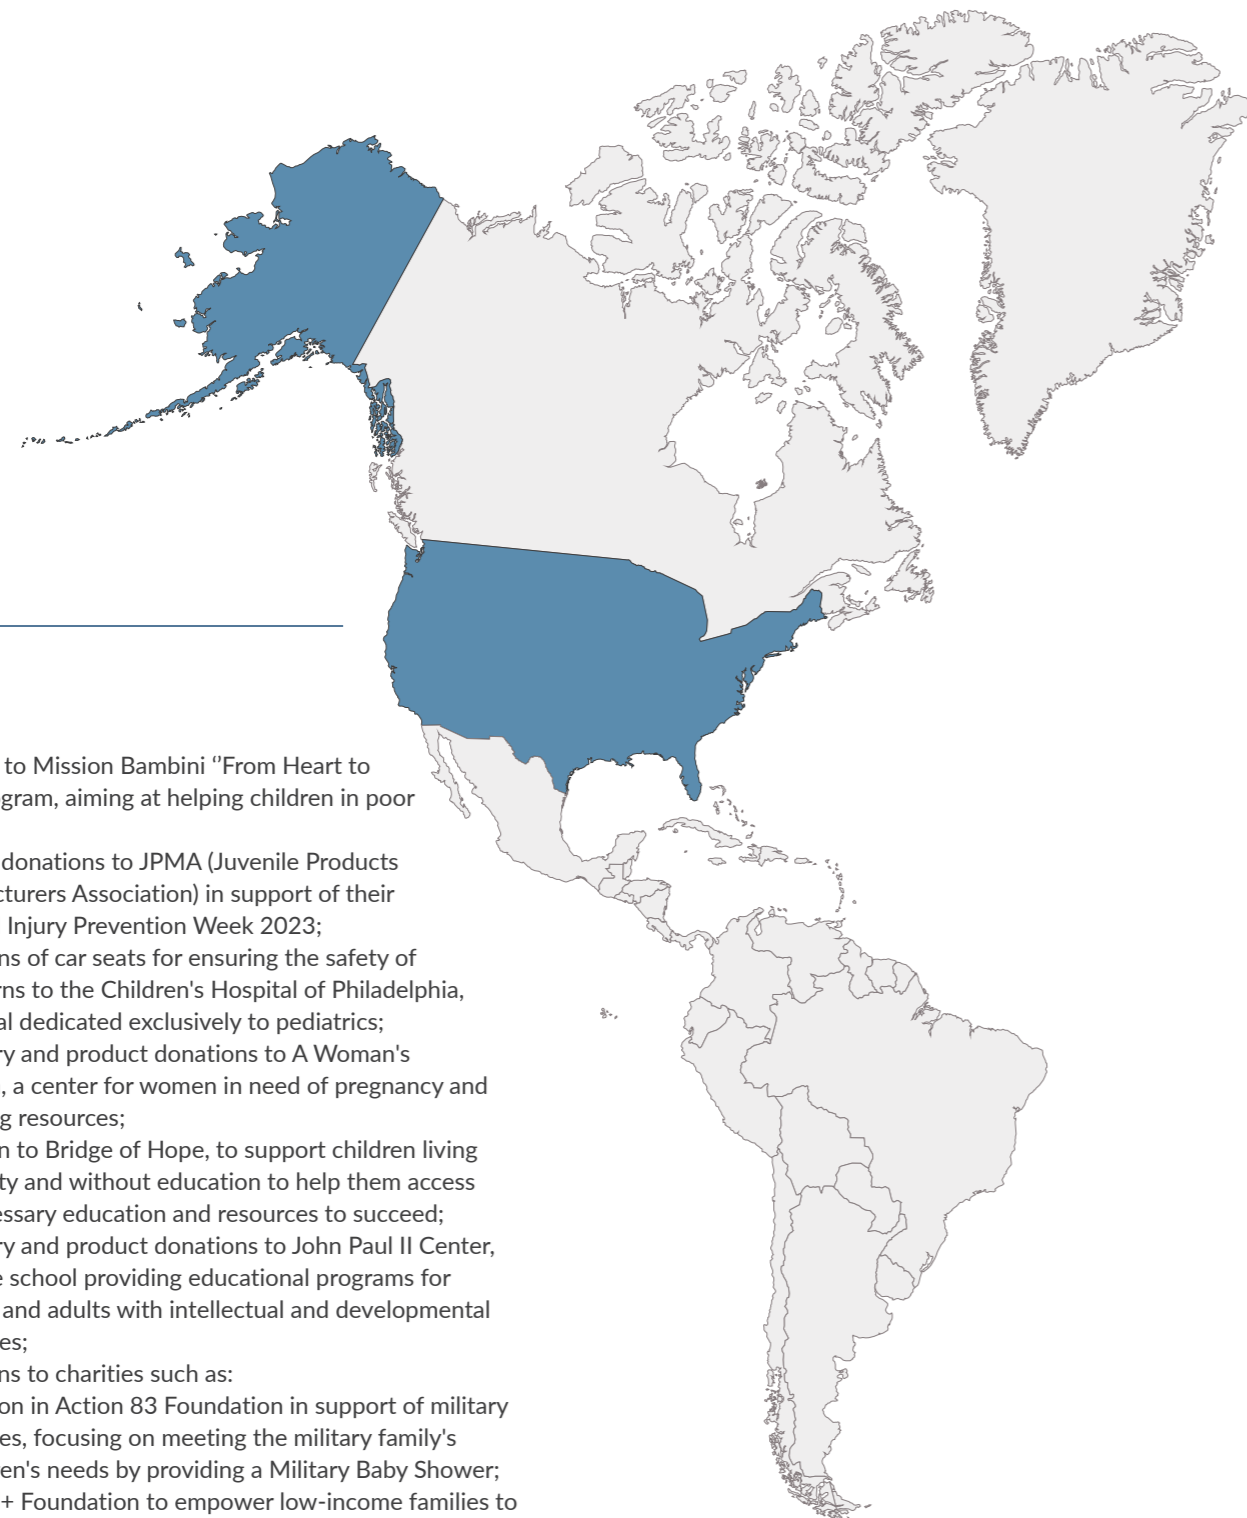 to Mission Bambini ‘’From Heart to
gram, aiming at helping children in poor
donations to JPMA (Juvenile Products
cturers Association) in support of their
Injury Prevention Week 2023;
ns of car seats for ensuring the safety of
rns to the Children's Hospital of Philadelphia,
al dedicated exclusively to pediatrics;
ry and product donations to A Woman's
, a center for women in need of pregnancy and
g resources;
n to Bridge of Hope, to support children living
ty and without education to help them access
essary education and resources to succeed;
ry and product donations to John Paul II Center,
e school providing educational programs for
and adults with intellectual and developmental
es;
ns to charities such as:
on in Action 83 Foundation in support of military
es, focusing on meeting the military family's
ren's needs by providing a Military Baby Shower;
+ Foundation to empower low-income families to